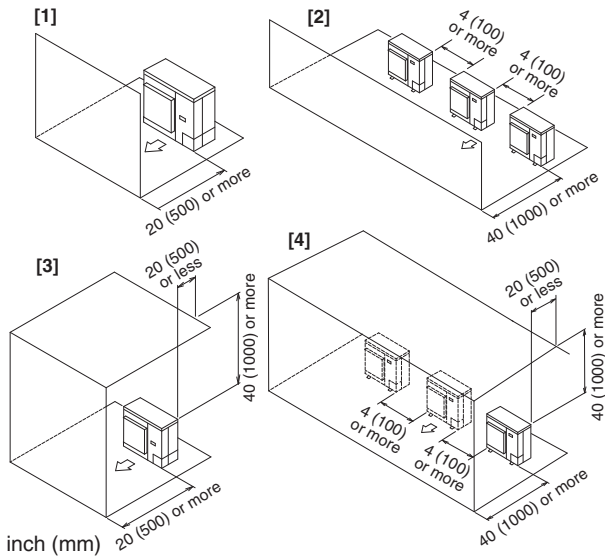 [1]
20 (500) or more
[2]
4 (100)
or more
4 (100)
or more
40 (1000) or more
[3]
20 (500)
or less
40 (1000) or more
20 (500) or more
[4]
20 (500)
or less
40 (1000) or more
4 (100)
or more
4 (100)
or more
40 (1000) or more
inch (mm)